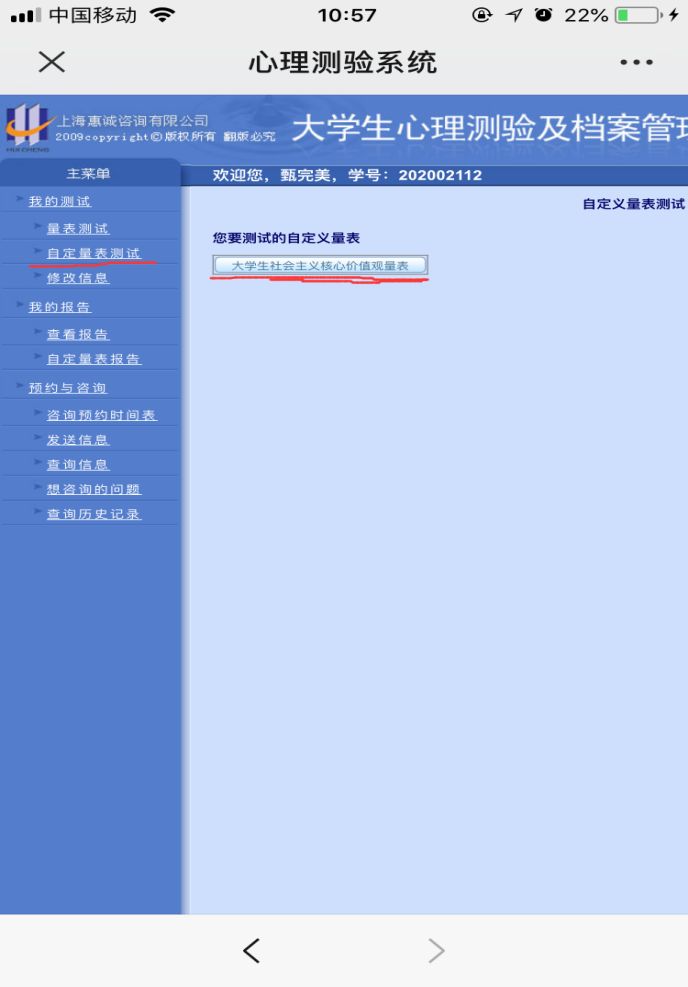 中国移动 10:57 22%
心理测验系统
上海惠诚咨询有限公司
2009copyright©版权所有 翻版必究
大学生心理测验及档案管理
HUI CHENG
主菜单
欢迎您，甄完美，学号：202002112
我的测试
量表测试
自定量表测试
修改信息
我的报告
查看报告
自定量表报告
预约与咨询
咨询预约时间表
发送信息
查询信息
想咨询的问题
查询历史记录
自定义量表测试
您要测试的自定义量表
大学生社会主义核心价值观量表